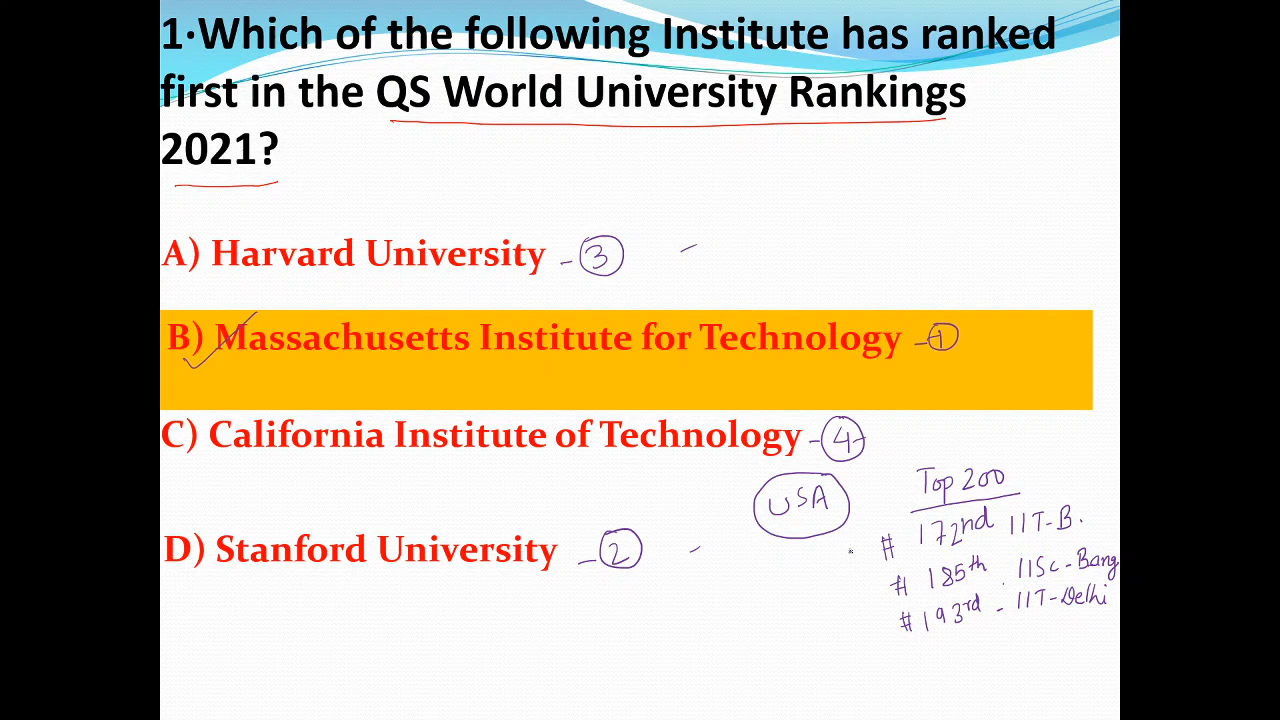 1·Which of the following Institute has ranked
first in the QS World University Rankings
2021?
A) Harvard University - 3
B) Massachusetts Institute for Technology - 1
C) California Institute of Technology - 4
D) Stanford University - 2
USA
Top 200
# 172nd IIT-B.
# 185th IISc-Bang
# 193rd - IIT-Delhi